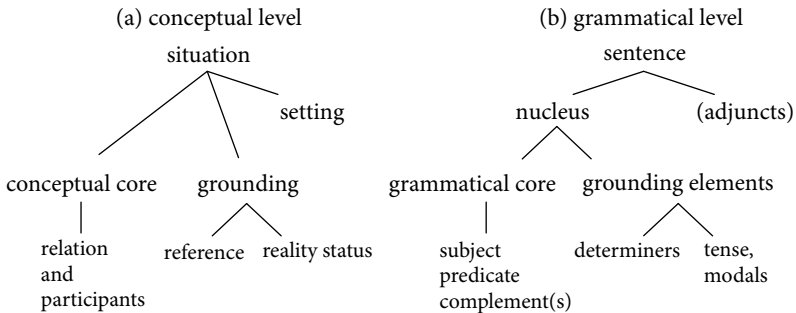 (a) conceptual level (b) grammatical level
situation sentence
setting nucleus (adjuncts)
conceptual core grounding grammatical core grounding elements
relation reference reality status subject determiners tense,
and predicate modals
participants complement(s)